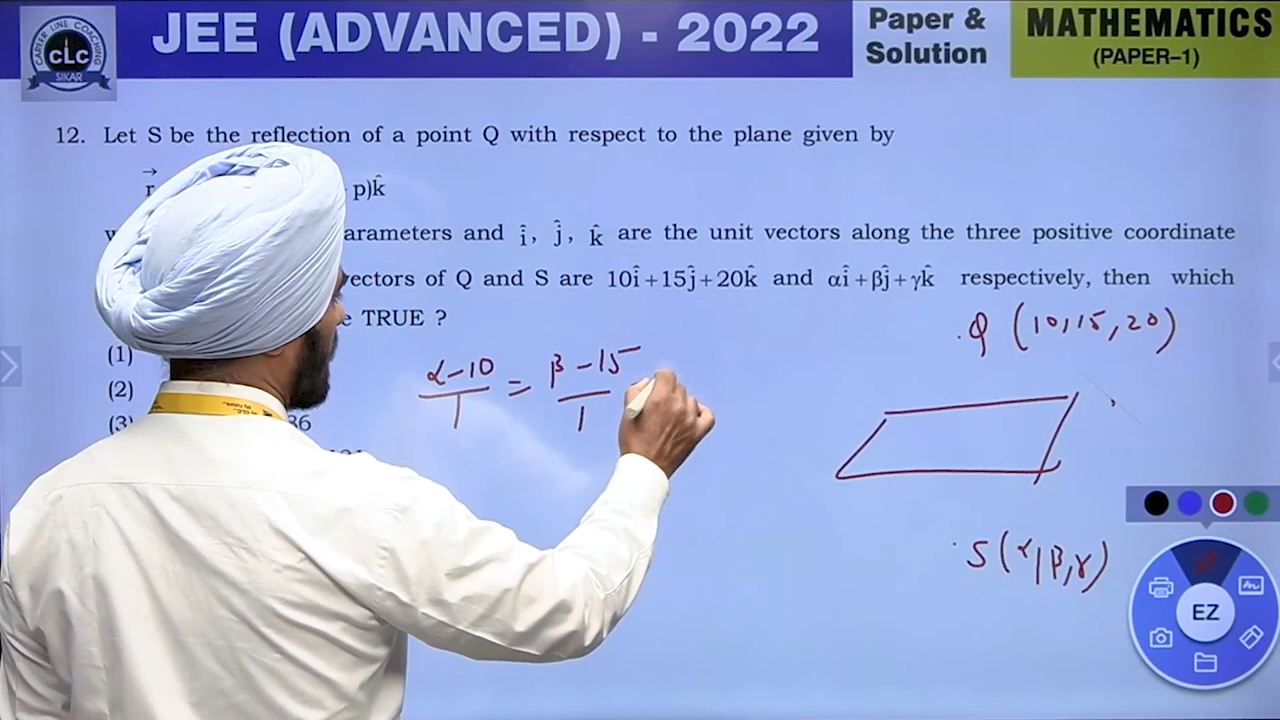 CAREER LINE COACHING
CLC
SIKAR
JEE (ADVANCED) - 2022
Paper &
Solution
MATHEMATICS
(PAPER–1)
12. Let S be the reflection of a point Q with respect to the plane given by
r p)k̂
arameters and î, ĵ, k̂ are the unit vectors along the three positive coordinate
vectors of Q and S are 10î+15ĵ+20k̂ and αî+βĵ+γk̂ respectively, then which
e TRUE ?
Q (10,15,20)
(1)
(2)
(3) 86
α-10/1 = β-15/1
S(α,β,γ)
EZ